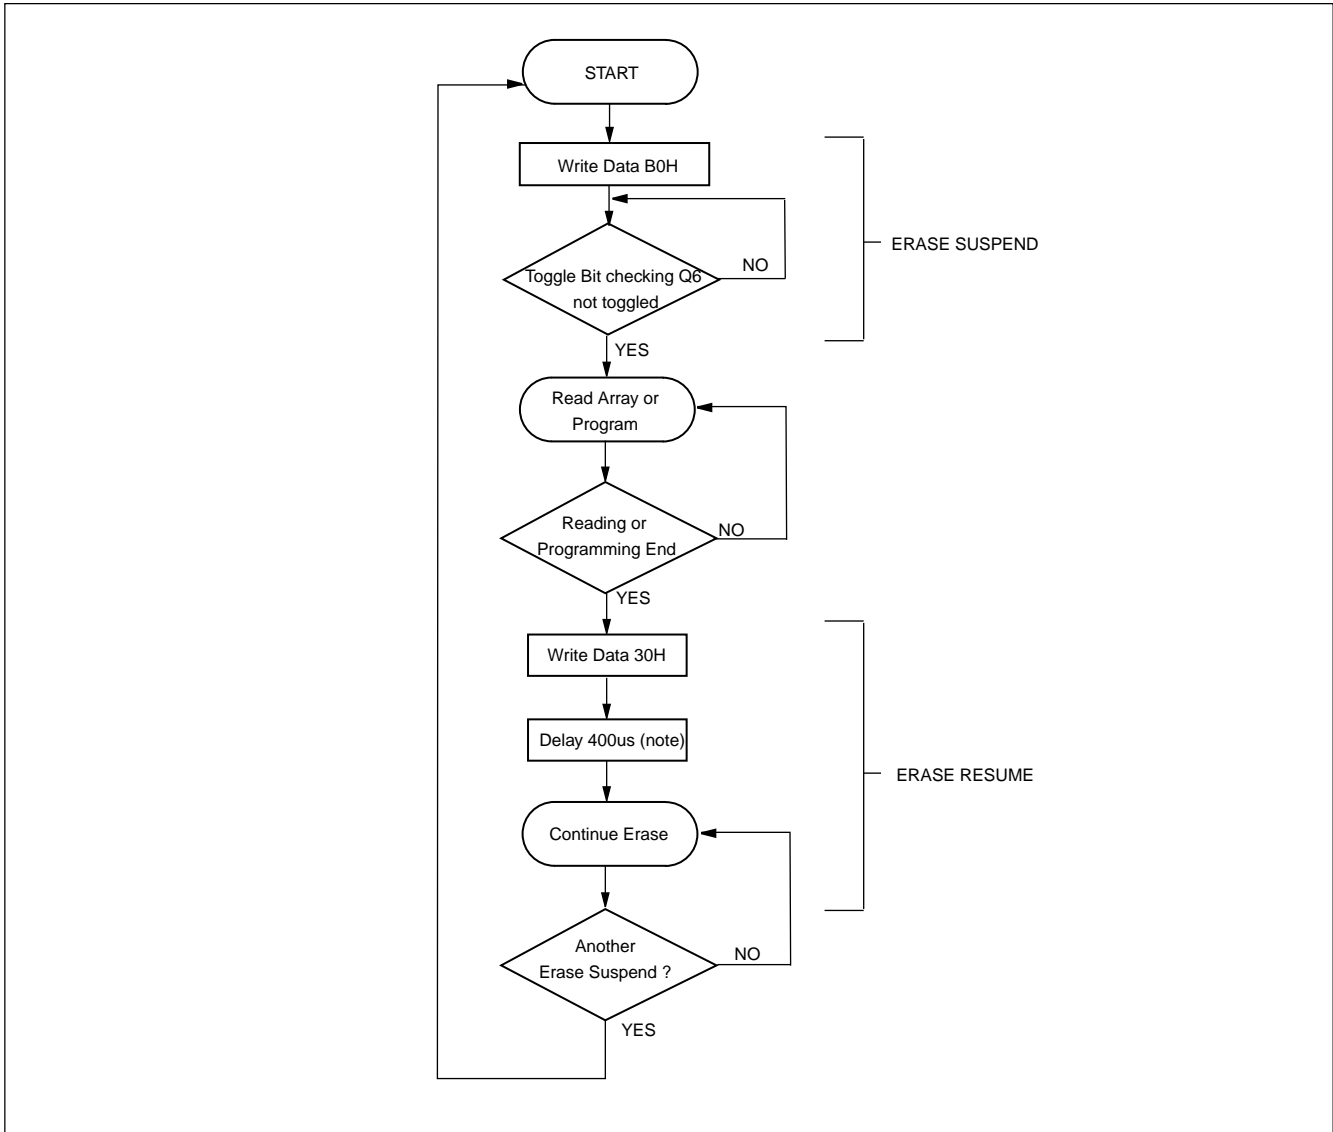 START
Write Data B0H
Toggle Bit checking Q6
not toggled
NO
YES
ERASE SUSPEND
Read Array or
Program
Reading or
Programming End
NO
YES
Write Data 30H
Delay 400us (note)
Continue Erase
ERASE RESUME
Another
Erase Suspend ?
NO
YES